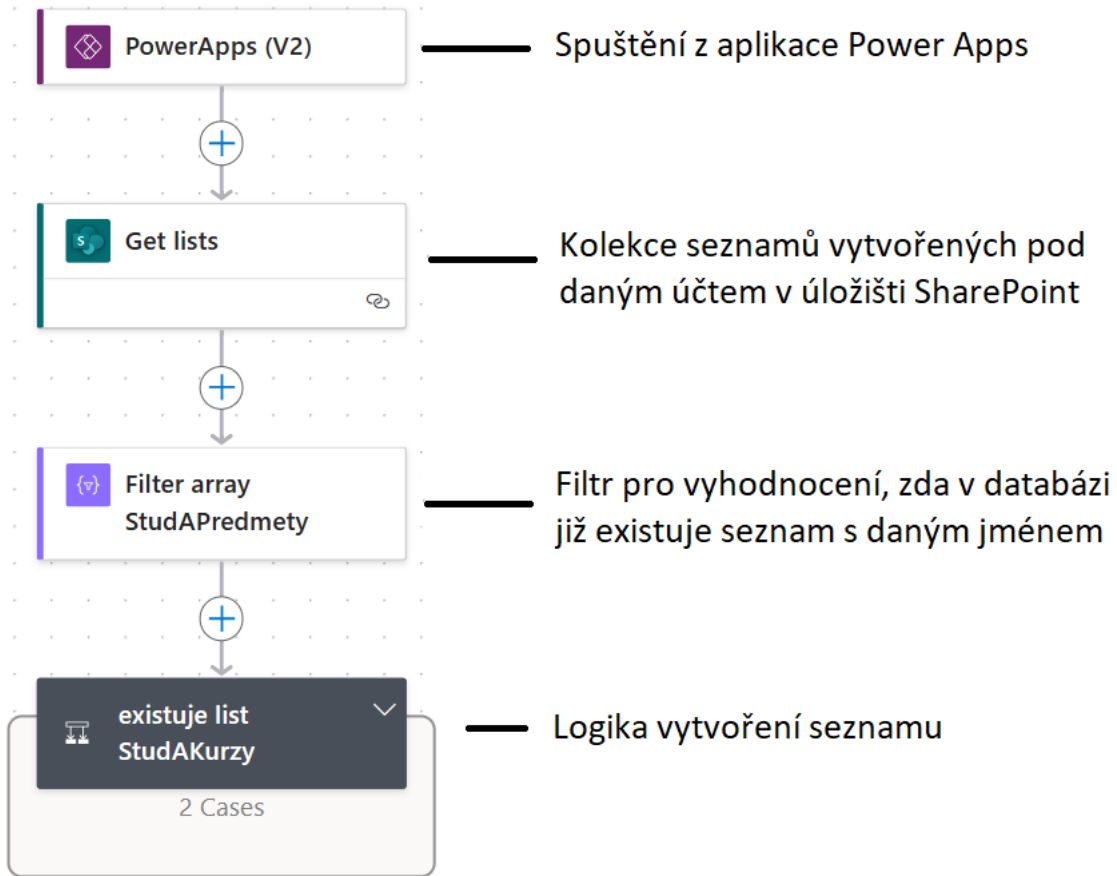 PowerApps (V2)
Spuštění z aplikace Power Apps
S
Get lists
Kolekce seznamů vytvořených pod
daným účtem v úložišti SharePoint
Filter array
StudAPredmety
Filtr pro vyhodnocení, zda v databázi
již existuje seznam s daným jménem
existuje list
StudAKurzy
Logika vytvoření seznamu
2 Cases